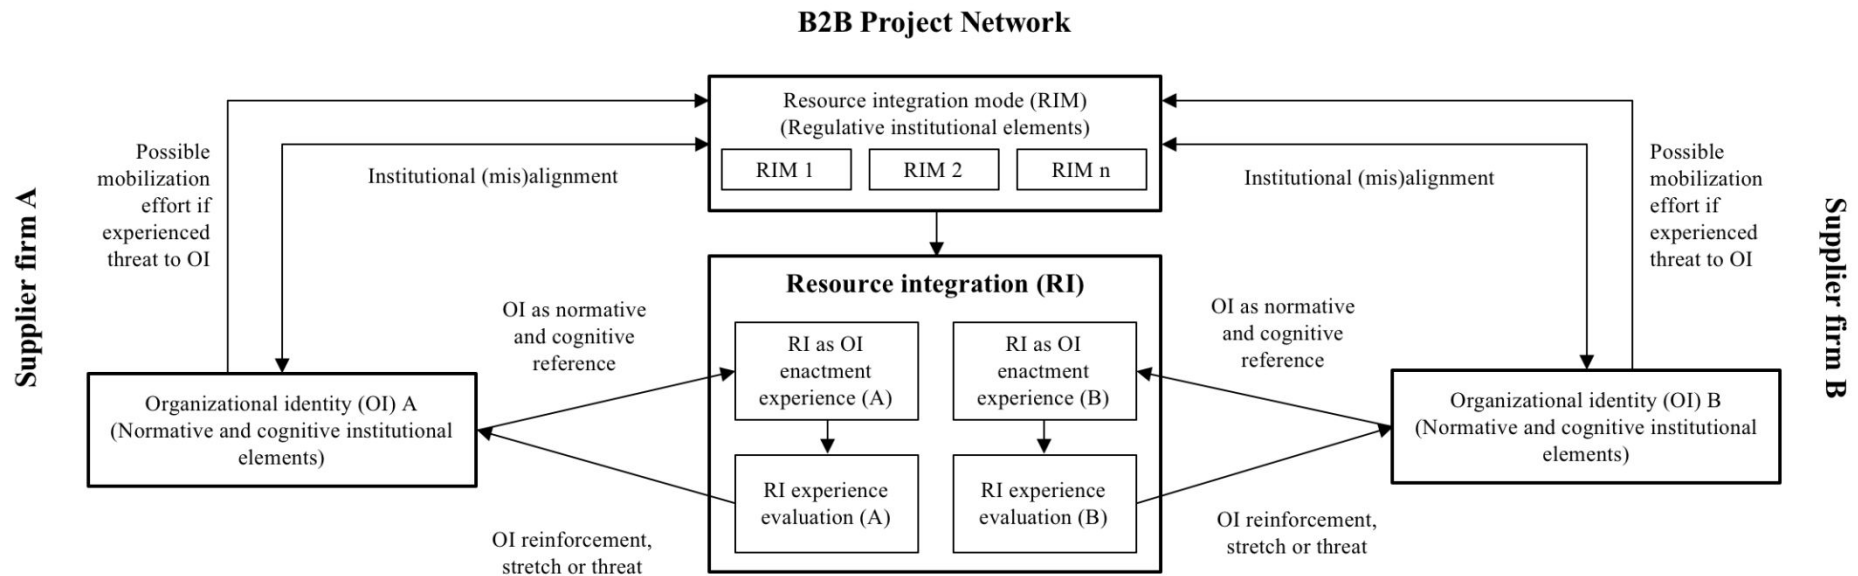 B2B Project Network
Supplier firm A
Possible
mobilization
effort if
experienced
threat to OI
Institutional (mis)alignment
Resource integration mode (RIM)
(Regulative institutional elements)
RIM 1
RIM 2
RIM n
Institutional (mis)alignment
Possible
mobilization
effort if
experienced
threat to OI
Supplier firm B
Organizational identity (OI) A
(Normative and cognitive institutional
elements)
OI as normative
and cognitive
reference
OI reinforcement,
stretch or threat
Resource integration (RI)
RI as OI
enactment
experience (A)
RI as OI
enactment
experience (B)
RI experience
evaluation (A)
RI experience
evaluation (B)
OI as normative
and cognitive
reference
OI reinforcement,
stretch or threat
Organizational identity (OI) B
(Normative and cognitive institutional
elements)